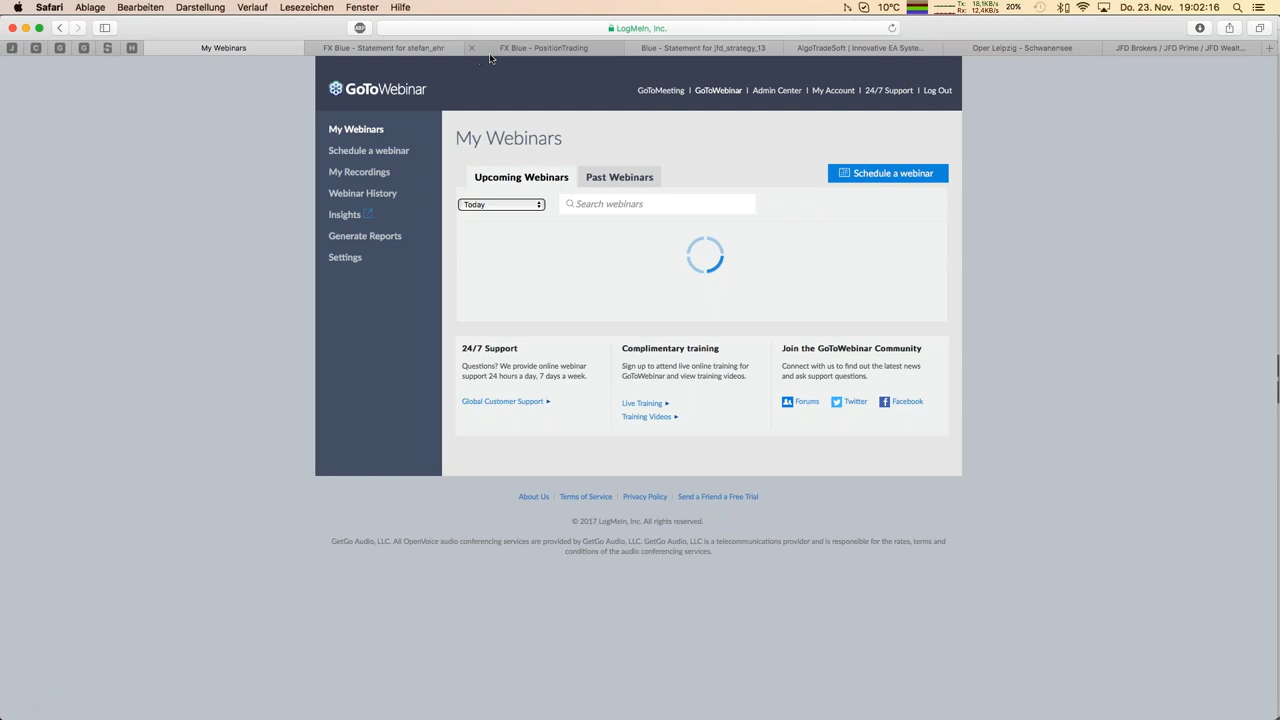 Safari Ablage Bearbeiten Darstellung Verlauf Lesezeichen Fenster Hilfe 10°C Tx: 18,1KB/s Rx: 12,4KB/s 20% Do. 23. Nov. 19:02:16
LogMeIn, Inc.
J C G G S H My Webinars FX Blue - Statement for stefan_ehr FX Blue - PositionTrading Blue - Statement for jfd_strategy_13 AlgoTradeSoft | Innovative EA Syste... Oper Leipzig - Schwanensee JFD Brokers / JFD Prime / JFD Wealt...
GoToWebinar
GoToMeeting | GoToWebinar | Admin Center | My Account | 24/7 Support | Log Out
My Webinars
Schedule a webinar
My Recordings
Webinar History
Insights
Generate Reports
Settings
My Webinars
Upcoming Webinars Past Webinars Schedule a webinar
Today Search webinars
24/7 Support
Questions? We provide online webinar
support 24 hours a day, 7 days a week.
Global Customer Support
Complimentary training
Sign up to attend live online training for
GoToWebinar and view training videos.
Live Training
Training Videos
Join the GoToWebinar Community
Connect with us to find out the latest news
and ask support questions.
Forums Twitter Facebook
About Us | Terms of Service | Privacy Policy | Send a Friend a Free Trial
© 2017 LogMeIn, Inc. All rights reserved.
GetGo Audio, LLC. All OpenVoice audio conferencing services are provided by GetGo Audio, LLC. GetGo Audio, LLC is a telecommunications provider and is responsible for the rates, terms and
conditions of the audio conferencing services.